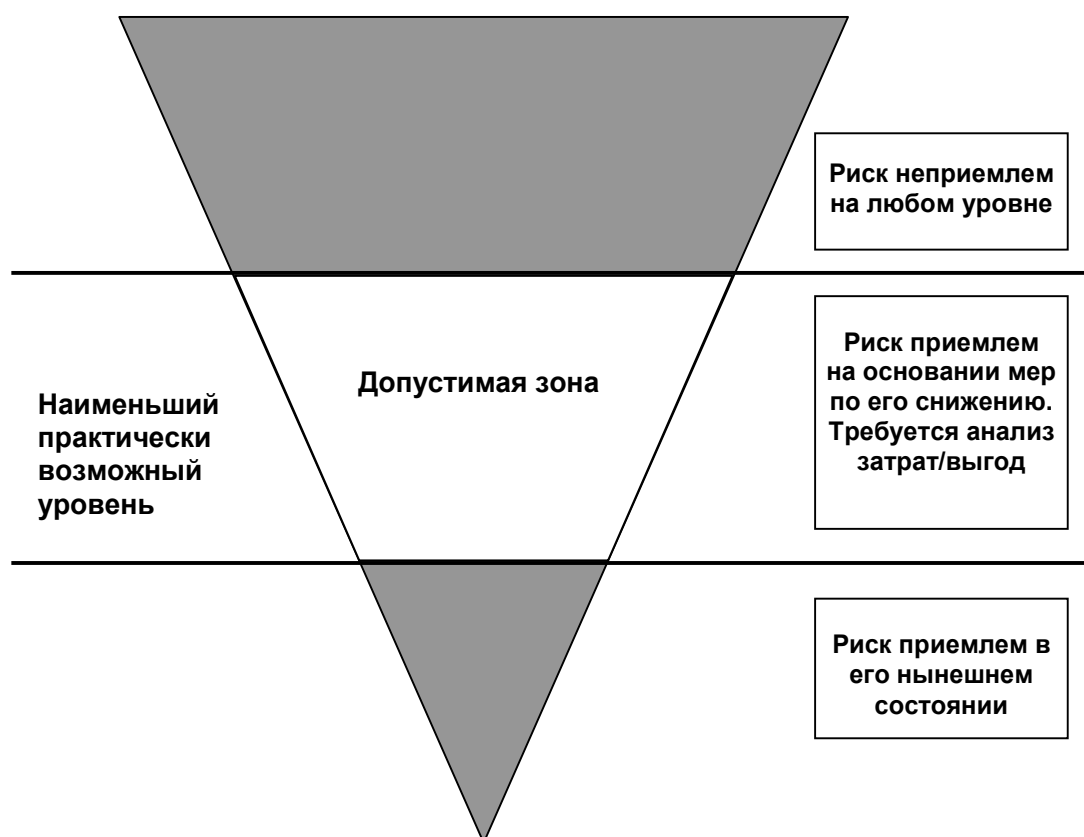 Риск неприемлем
на любом уровне
Риск приемлем
на основании мер
по его снижению.
Требуется анализ
затрат/выгод
Допустимая зона
Наименьший
практически
возможный
уровень
Риск приемлем в
его нынешнем
состоянии